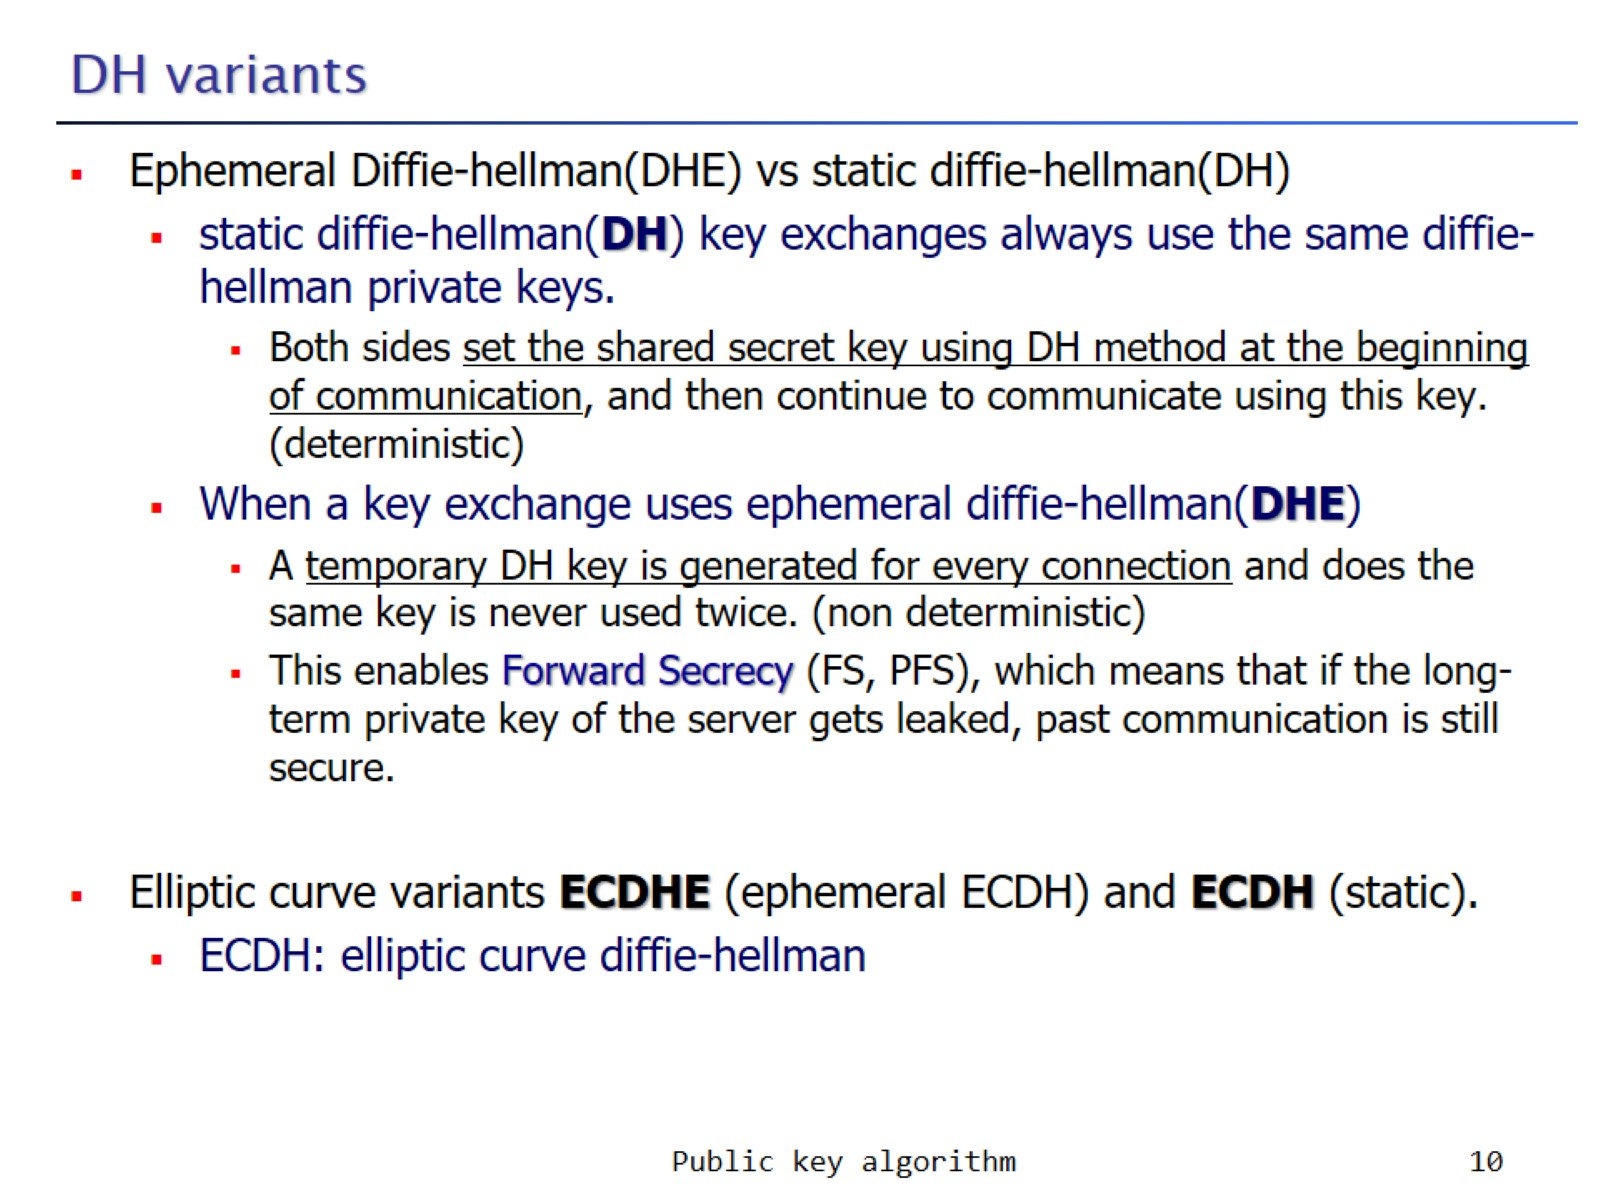 DH variants
▪ Ephemeral Diffie-hellman(DHE) vs static diffie-hellman(DH)
▪ static diffie-hellman(DH) key exchanges always use the same diffie-
hellman private keys.
▪ Both sides set the shared secret key using DH method at the beginning
of communication, and then continue to communicate using this key.
(deterministic)
▪ When a key exchange uses ephemeral diffie-hellman(DHE)
▪ A temporary DH key is generated for every connection and does the
same key is never used twice. (non deterministic)
▪ This enables Forward Secrecy (FS, PFS), which means that if the long-
term private key of the server gets leaked, past communication is still
secure.
▪ Elliptic curve variants ECDHE (ephemeral ECDH) and ECDH (static).
▪ ECDH: elliptic curve diffie-hellman
Public key algorithm
10